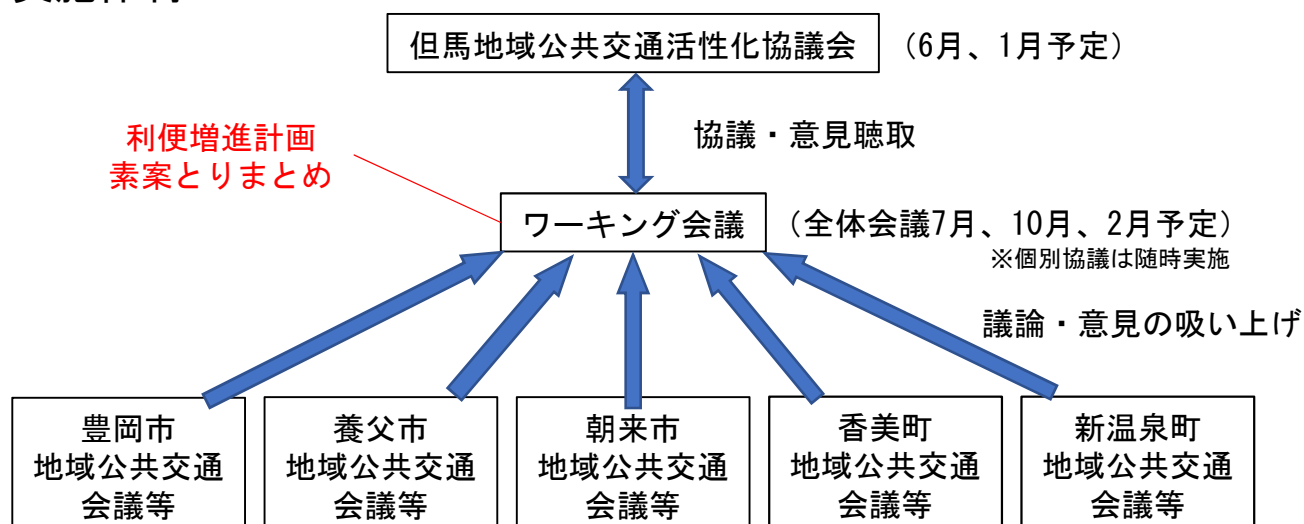 但馬地域公共交通活性化協議会
（6月、1月予定）
利便増進計画
素案とりまとめ
協議・意見聴取
ワーキング会議
（全体会議7月、10月、2月予定）
※個別協議は随時実施
議論・意見の吸い上げ
豊岡市
地域公共交通
会議等
養父市
地域公共交通
会議等
朝来市
地域公共交通
会議等
香美町
地域公共交通
会議等
新温泉町
地域公共交通
会議等